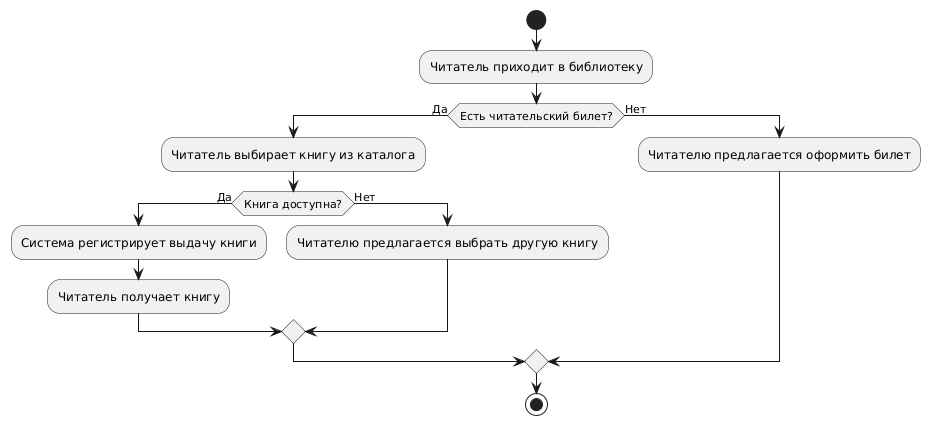 Читатель приходит в библиотеку
Да
Есть читательский билет?
Нет
Читатель выбирает книгу из каталога
Читателю предлагается оформить билет
Да
Книга доступна?
Нет
Система регистрирует выдачу книги
Читателю предлагается выбрать другую книгу
Читатель получает книгу